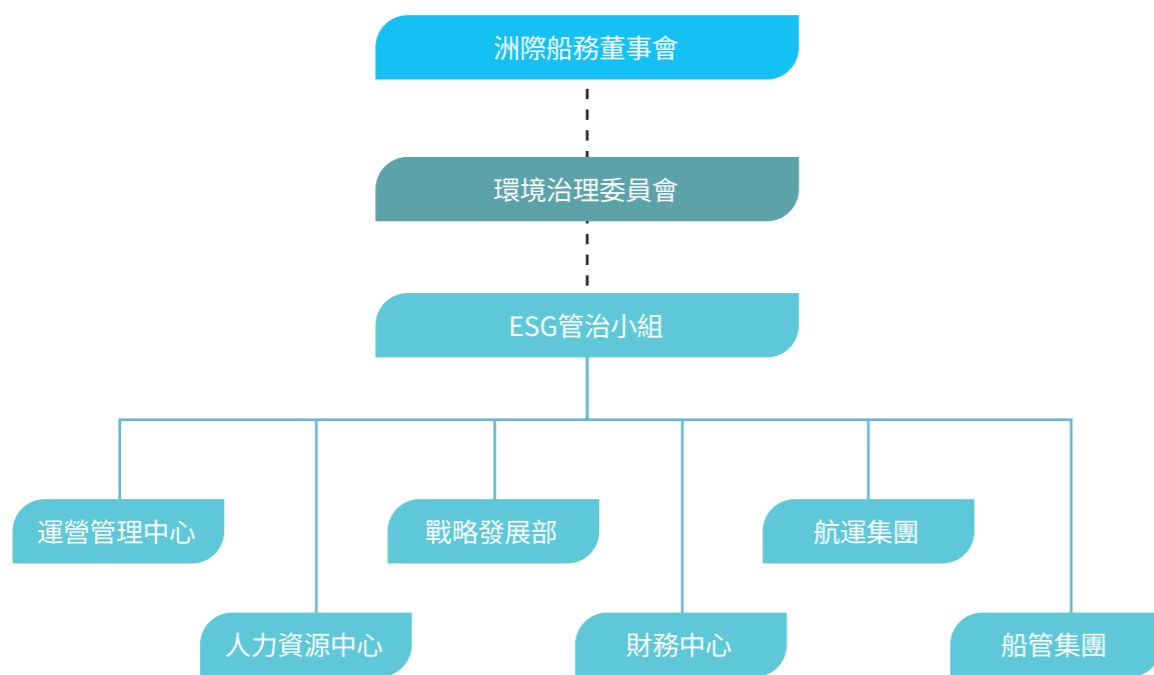 洲際船務董事會
環境治理委員會
ESG管治小組
運營管理中心
戰略發展部
航運集團
人力資源中心
財務中心
船管集團